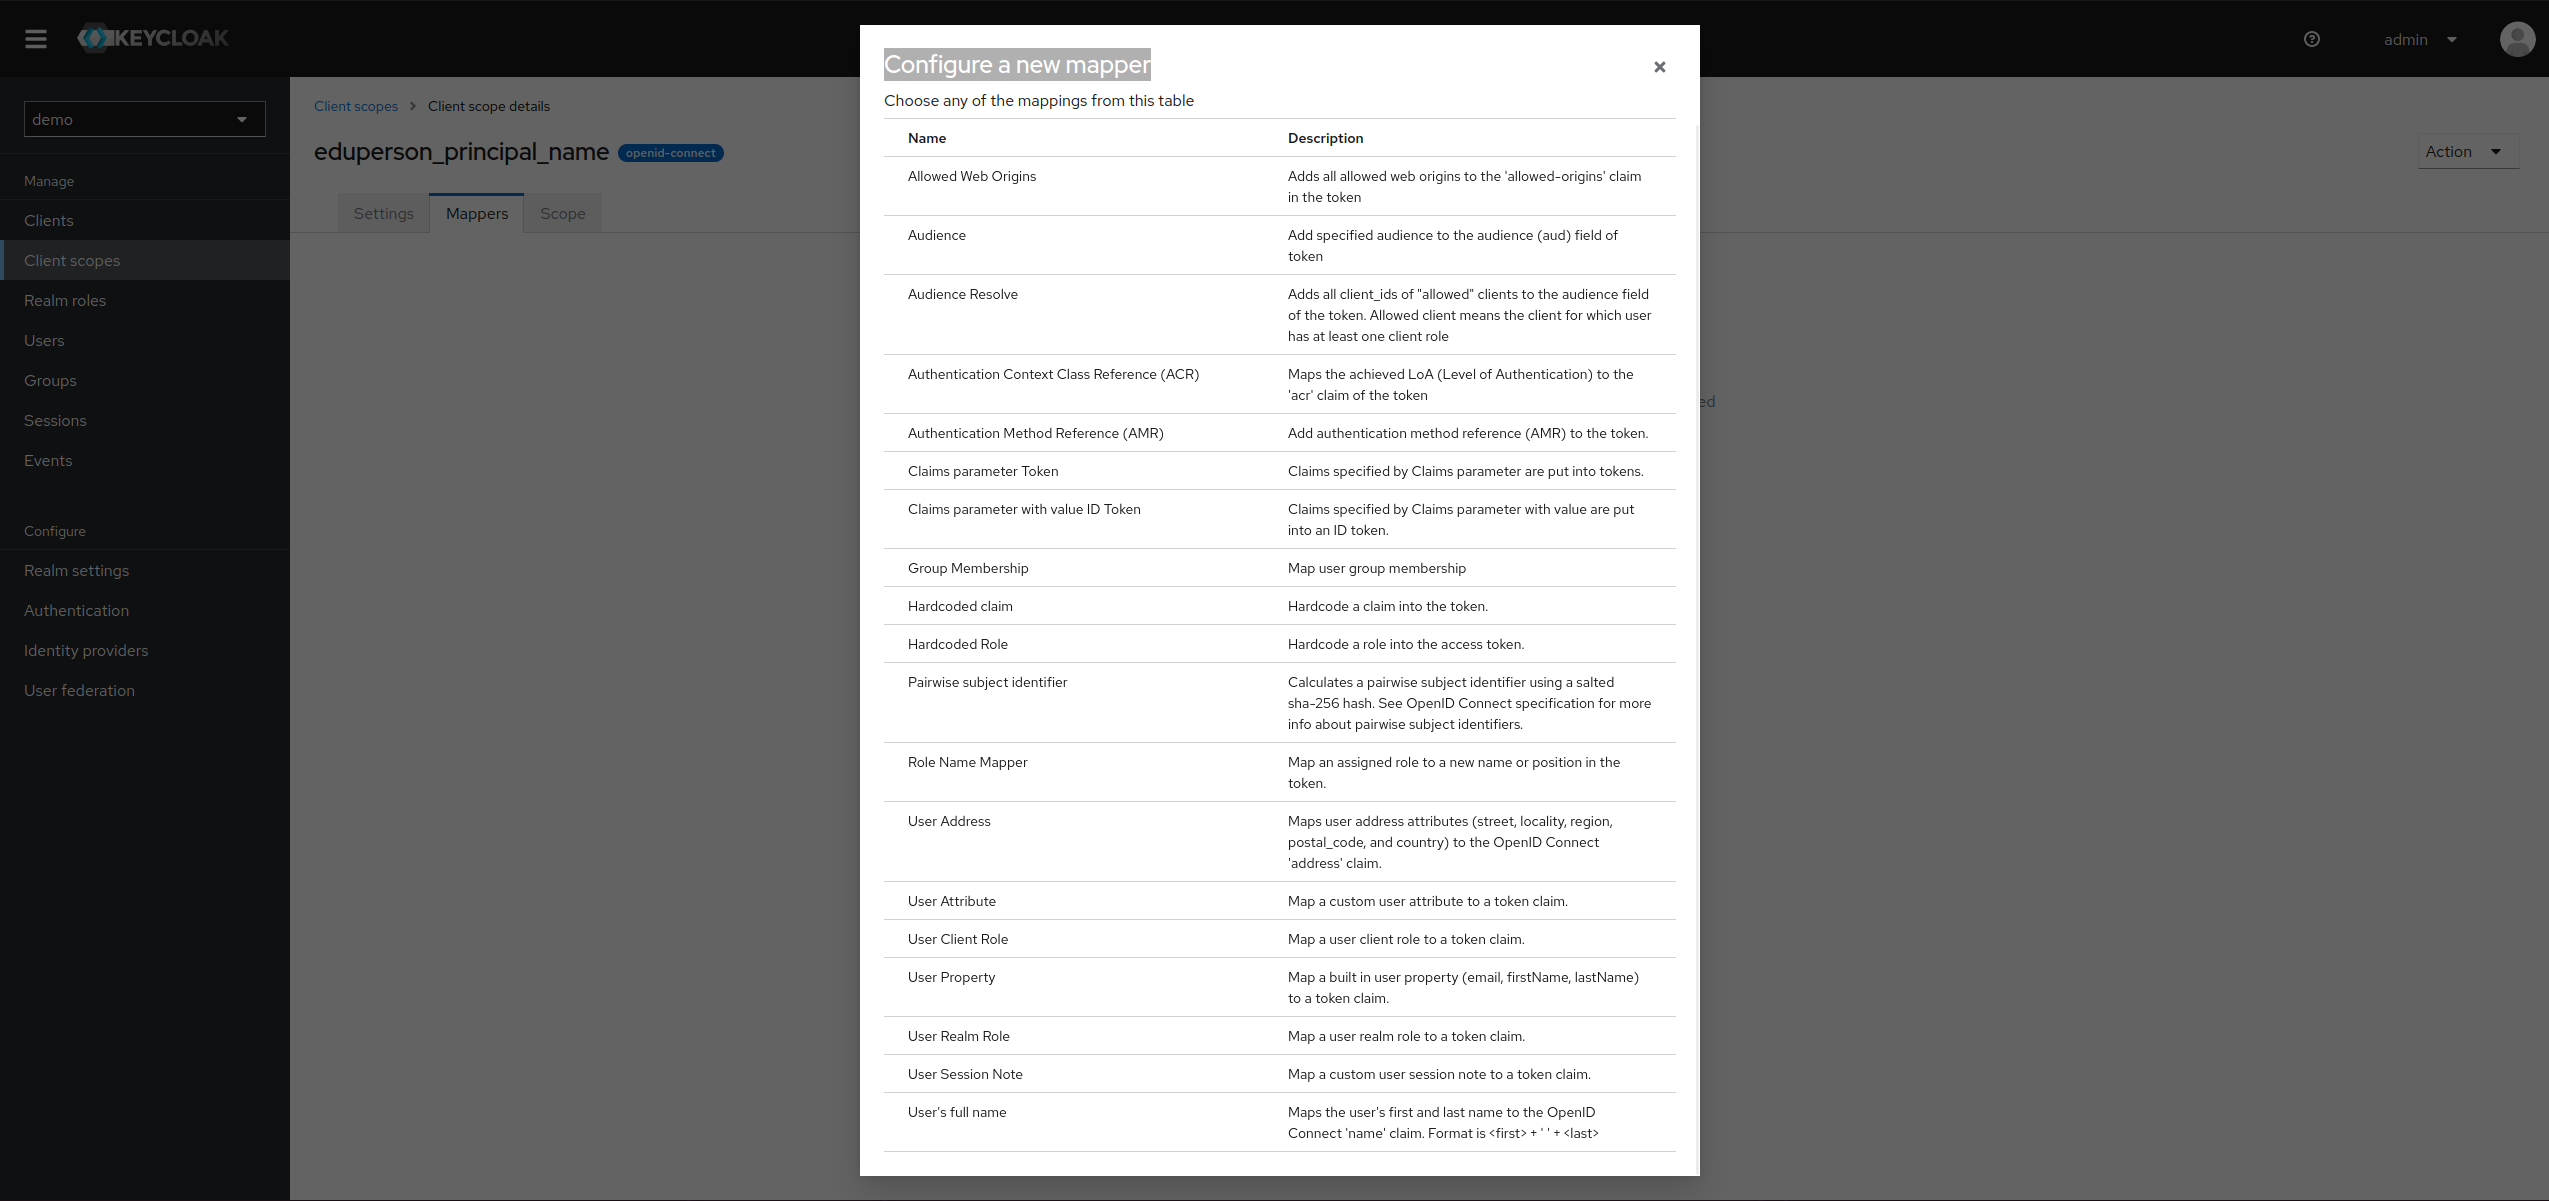 KEYCLOAK
admin
demo
Manage
Clients
Client scopes
Realm roles
Users
Groups
Sessions
Events
Configure
Realm settings
Authentication
Identity providers
User federation
Client scopes > Client scope details
eduperson_principal_name openid-connect
Action
Settings Mappers Scope
ed
Configure a new mapper
Choose any of the mappings from this table
Name Description
Allowed Web Origins Adds all allowed web origins to the 'allowed-origins' claim
in the token
Audience Add specified audience to the audience (aud) field of
token
Audience Resolve Adds all client_ids of "allowed" clients to the audience field
of the token. Allowed client means the client for which user
has at least one client role
Authentication Context Class Reference (ACR) Maps the achieved LoA (Level of Authentication) to the
'acr' claim of the token
Authentication Method Reference (AMR) Add authentication method reference (AMR) to the token.
Claims parameter Token Claims specified by Claims parameter are put into tokens.
Claims parameter with value ID Token Claims specified by Claims parameter with value are put
into an ID token.
Group Membership Map user group membership
Hardcoded claim Hardcode a claim into the token.
Hardcoded Role Hardcode a role into the access token.
Pairwise subject identifier Calculates a pairwise subject identifier using a salted
sha-256 hash. See OpenID Connect specification for more
info about pairwise subject identifiers.
Role Name Mapper Map an assigned role to a new name or position in the
token.
User Address Maps user address attributes (street, locality, region,
postal_code, and country) to the OpenID Connect
'address' claim.
User Attribute Map a custom user attribute to a token claim.
User Client Role Map a user client role to a token claim.
User Property Map a built in user property (email, firstName, lastName)
to a token claim.
User Realm Role Map a user realm role to a token claim.
User Session Note Map a custom user session note to a token claim.
User's full name Maps the user's first and last name to the OpenID
Connect 'name' claim. Format is <first> + ' ' + <last>